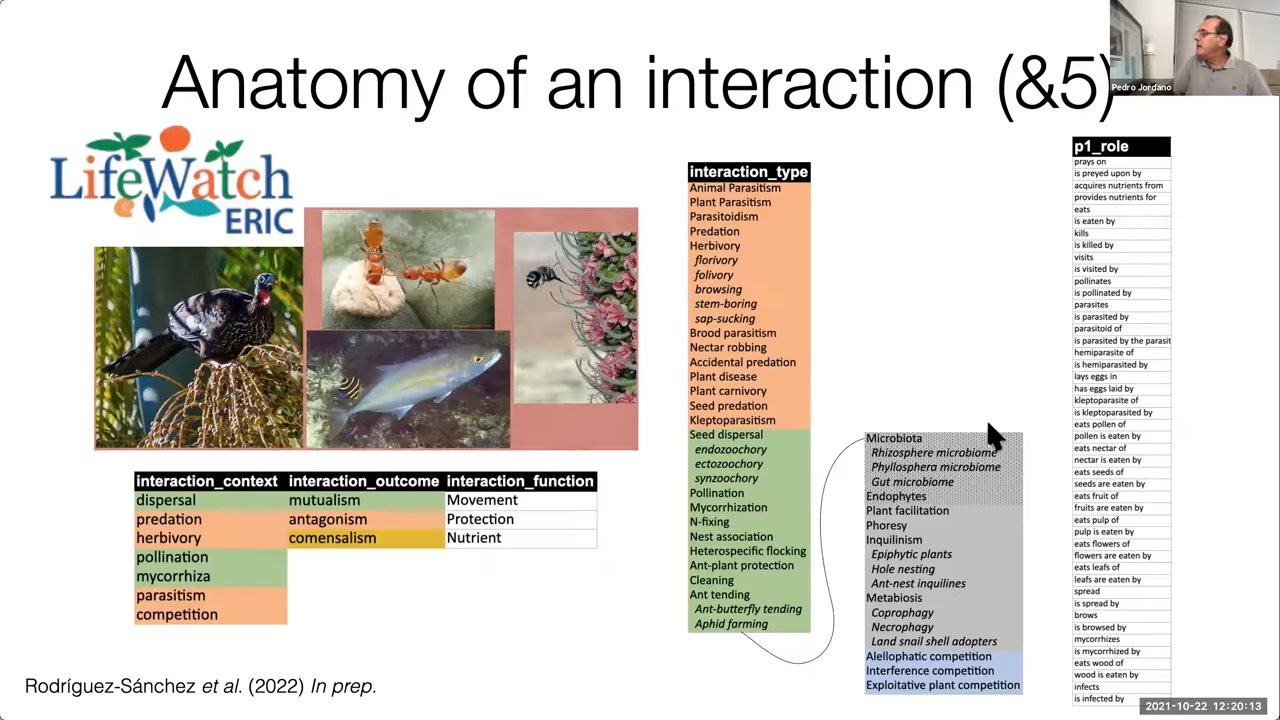 Anatomy of an interaction (&5)
Pedro Jordano
LifeWatch
ERIC
interaction_context interaction_outcome interaction_function
dispersal mutualism Movement
predation antagonism Protection
herbivory comensalism Nutrient
pollination
mycorrhiza
parasitism
competition
interaction_type
Animal Parasitism
Plant Parasitism
Parasitoidism
Predation
Herbivory
florivory
folivory
browsing
stem-boring
sap-sucking
Brood parasitism
Nectar robbing
Accidental predation
Plant disease
Plant carnivory
Seed predation
Kleptoparasitism
Seed dispersal
endozoochory
ectozoochory
synzoochory
Pollination
Mycorrhization
N-fixing
Nest association
Heterospecific flocking
Ant-plant protection
Cleaning
Ant tending
Ant-butterfly tending
Aphid farming
Microbiota
Rhizosphere microbiome
Phyllosphera microbiome
Gut microbiome
Endophytes
Plant facilitation
Phoresy
Inquilinism
Epiphytic plants
Hole nesting
Ant-nest inquilines
Metabiosis
Coprophagy
Necrophagy
Land snail shell adopters
Alellophatic competition
Interference competition
Exploitative plant competition
p1_role
prays on
is preyed upon by
acquires nutrients from
provides nutrients for
eats
is eaten by
kills
is killed by
visits
is visited by
pollinates
is pollinated by
parasites
is parasited by
parasitoid of
is parasited by the parasit
hemiparasite of
is hemiparasited by
lays eggs in
has eggs laid by
kleptoparasite of
is kleptoparasited by
eats pollen of
pollen is eaten by
eats nectar of
nectar is eaten by
eats seeds of
seeds are eaten by
eats fruit of
fruits are eaten by
eats pulp of
pulp is eaten by
eats flowers of
flowers are eaten by
eats leafs of
leafs are eaten by
spread
is spread by
brows
is browsed by
mycorrhizes
is mycorrhized by
eats wood of
wood is eaten by
infects
is infected by
Rodríguez-Sánchez et al. (2022) In prep.
2021-10-22 12:20:13